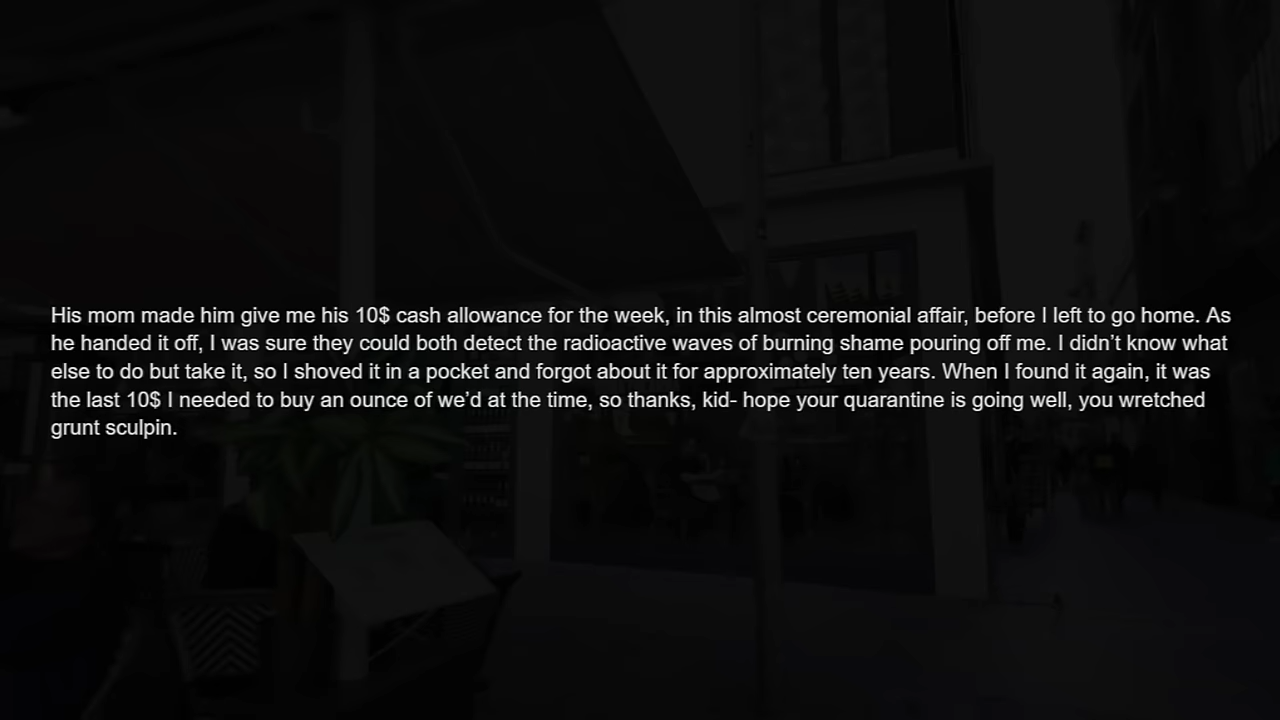 His mom made him give me his 10$ cash allowance for the week, in this almost ceremonial affair, before I left to go home. As
he handed it off, I was sure they could both detect the radioactive waves of burning shame pouring off me. I didn’t know what
else to do but take it, so I shoved it in a pocket and forgot about it for approximately ten years. When I found it again, it was
the last 10$ I needed to buy an ounce of we’d at the time, so thanks, kid- hope your quarantine is going well, you wretched
grunt sculpin.